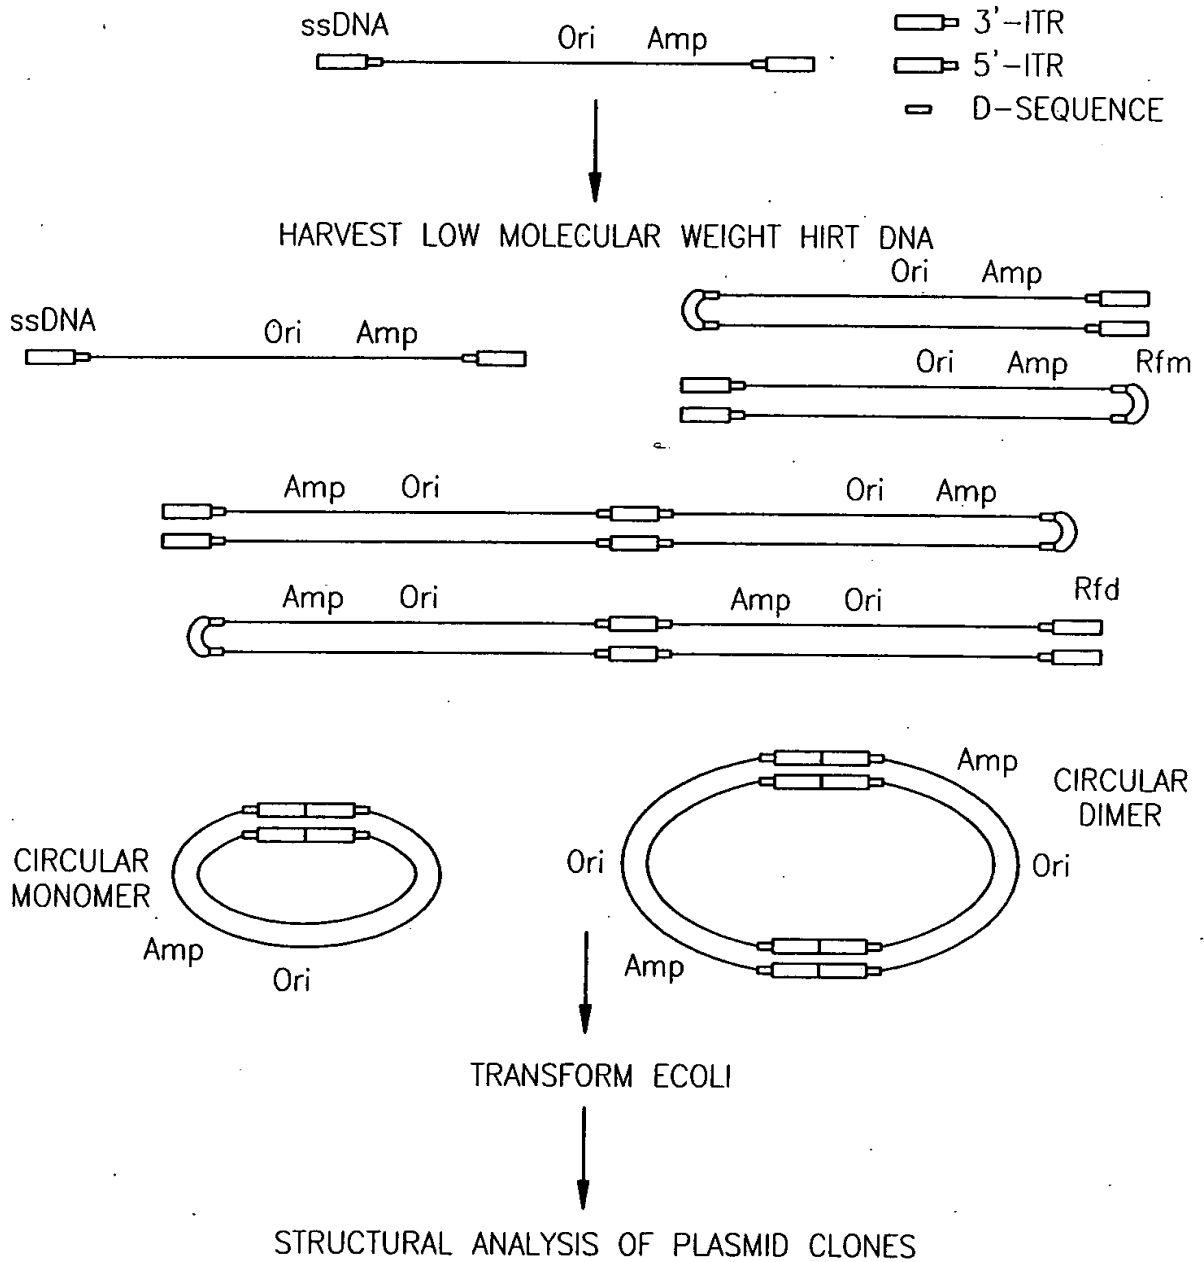 ssDNA
Ori Amp
3'-ITR
5'-ITR
D-SEQUENCE
HARVEST LOW MOLECULAR WEIGHT HIRT DNA
Ori Amp
ssDNA
Ori Amp
Ori Amp Rfm
Amp Ori Ori Amp
Amp Ori Amp Ori Rfd
Amp
CIRCULAR
DIMER
CIRCULAR
MONOMER
Ori
Ori
Amp
Ori
Amp
TRANSFORM ECOLI
STRUCTURAL ANALYSIS OF PLASMID CLONES